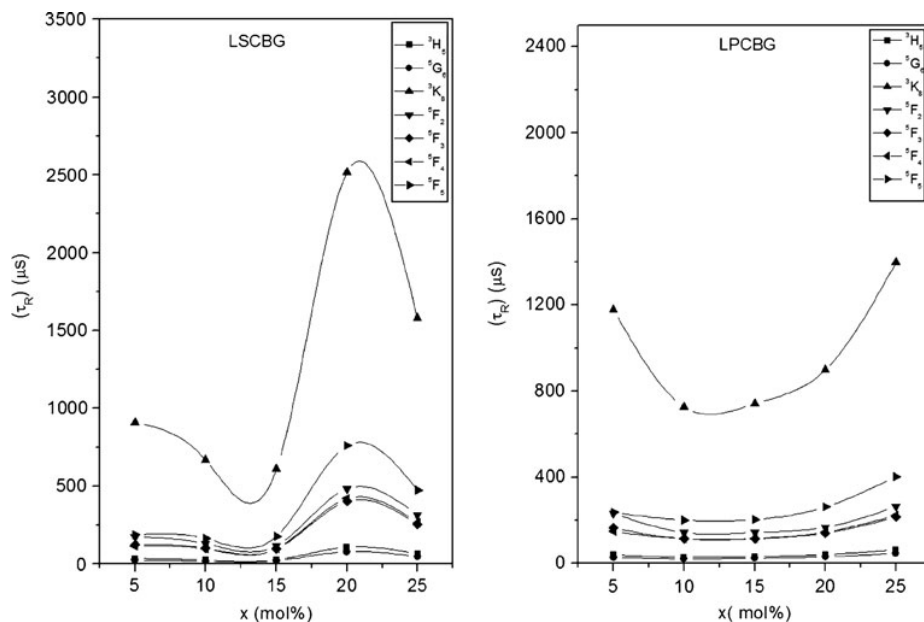 LSCBG
3500
3000
2500
2000
1500
1000
500
0
(τR) (μs)
5 10 15 20 25
x (mol%)
³H₅
⁵G₆
³K₈
⁵F₂
⁵F₃
⁵F₄
⁵F₅
LPCBG
2400
2000
1600
1200
800
400
0
(τR) (μs)
5 10 15 20 25
x( mol%)
⁵G₆
³K₈
⁵F₂
⁵F₃
⁵F₄